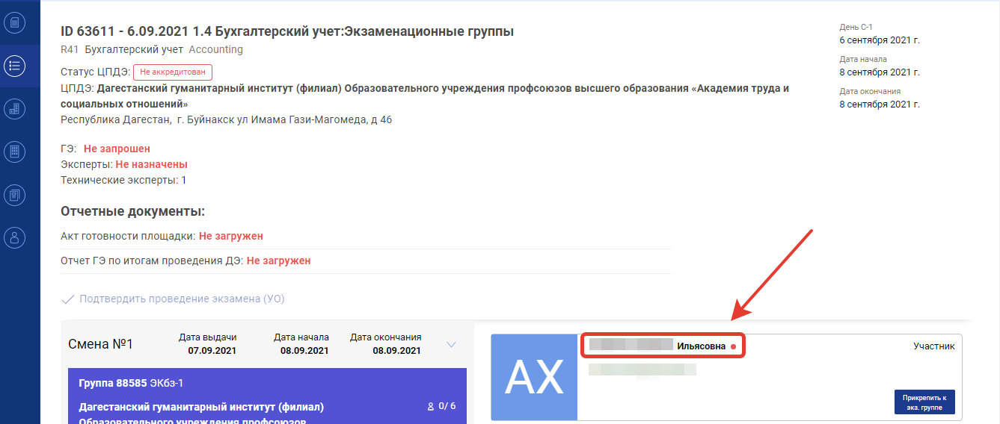 ID 63611 - 6.09.2021 1.4 Бухгалтерский учет:Экзаменационные группы
R41 Бухгалтерский учет Accounting
Статус ЦПДЭ: Не аккредитован
ЦПДЭ: Дагестанский гуманитарный институт (филиал) Образовательного учреждения профсоюзов высшего образования «Академия труда и
социальных отношений»
Республика Дагестан, г. Буйнакск ул Имама Гази-Магомеда, д 46
День С-1
6 сентября 2021 г.
Дата начала
8 сентября 2021 г.
Дата окончания
8 сентября 2021 г.
ГЭ: Не запрошен
Эксперты: Не назначены
Технические эксперты: 1
Отчетные документы:
Акт готовности площадки: Не загружен
Отчет ГЭ по итогам проведения ДЭ: Не загружен
Подтвердить проведение экзамена (УО)
Смена №1
Дата выдачи
07.09.2021
Дата начала
08.09.2021
Дата окончания
08.09.2021
Группа 88585 ЭКбз-1
Дагестанский гуманитарный институт (филиал)
0/ 6
Образовательного учреждения профсоюзов
АХ
Ильясовна
Участник
Прикрепить к
экз. группе